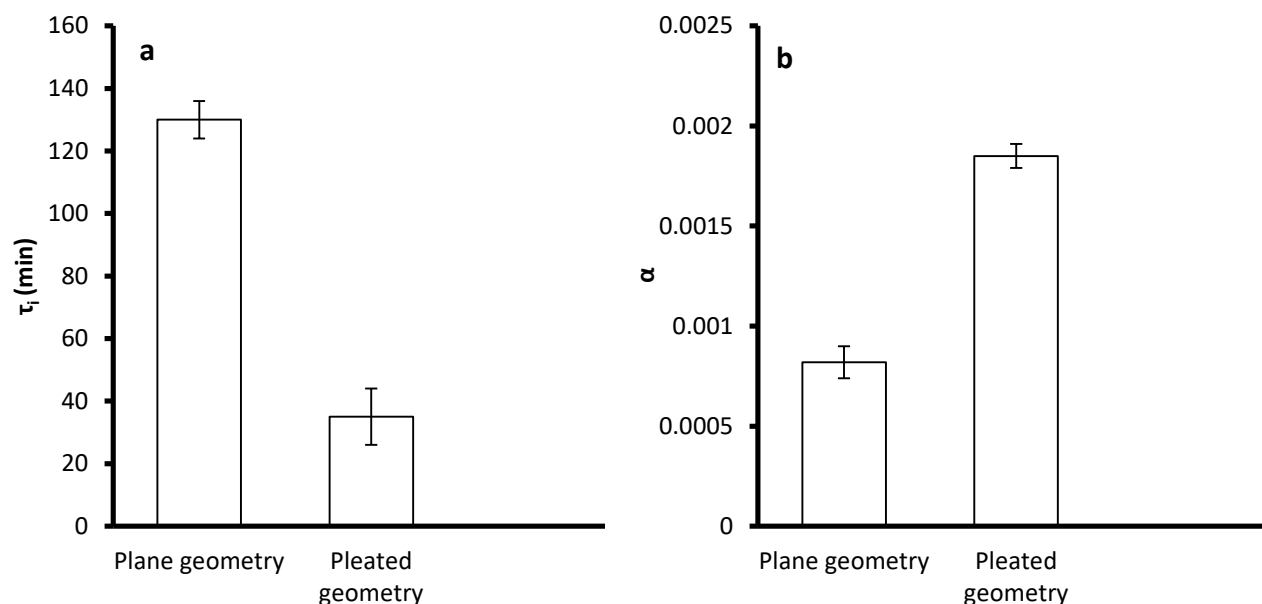 a
τi (min)
160
140
120
100
80
60
40
20
0
Plane geometry
Pleated
geometry
b
α
0.0025
0.002
0.0015
0.001
0.0005
0
Plane geometry
Pleated
geometry